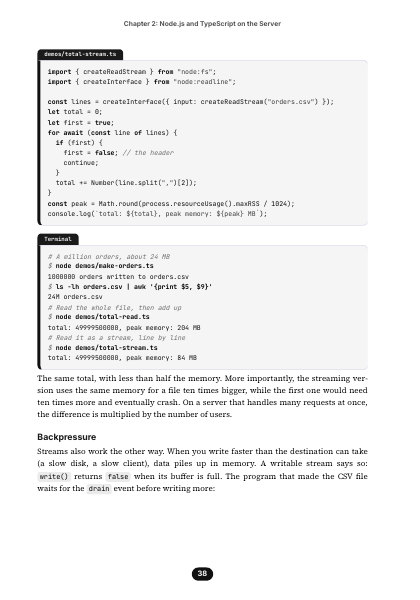 Chapter 2: Node.js and TypeScript on the Server
demos/total-stream.ts
import { createReadStream } from "node:fs";
import { createInterface } from "node:readline";
const lines = createInterface({ input: createReadStream("orders.csv") });
let total = 0;
let first = true;
for await (const line of lines) {
  if (first) {
    first = false; // the header
    continue;
  }
  total += Number(line.split(",")[2]);
}
const peak = Math.round(process.resourceUsage().maxRSS / 1024);
console.log(`total: ${total}, peak memory: ${peak} MB`);
Terminal
# A million orders, about 24 MB
$ node demos/make-orders.ts
1000000 orders written to orders.csv
$ ls -lh orders.csv | awk '{print $5, $9}'
24M orders.csv
# Read the whole file, then add up
$ node demos/total-read.ts
total: 49999500000, peak memory: 204 MB
# Read it as a stream, line by line
$ node demos/total-stream.ts
total: 49999500000, peak memory: 84 MB
The same total, with less than half the memory. More importantly, the streaming ver-
sion uses the same memory for a file ten times bigger, while the first one would need
ten times more and eventually crash. On a server that handles many requests at once,
the difference is multiplied by the number of users.
Backpressure
Streams also work the other way. When you write faster than the destination can take
(a slow disk, a slow client), data piles up in memory. A writable stream says so:
write() returns false when its buffer is full. The program that made the CSV file
waits for the drain event before writing more:
38